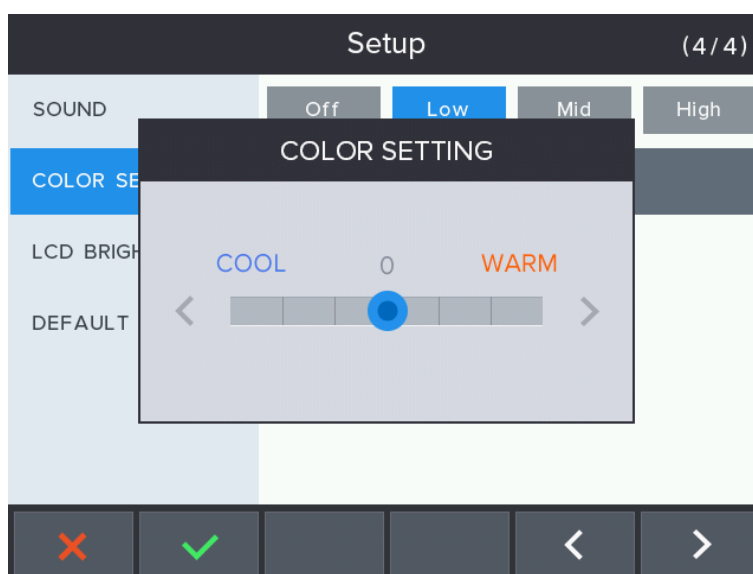 Setup (4/4)
SOUND Off Low Mid High
COLOR SETTING
COLOR SE
LCD BRIGH
COOL 0 WARM
DEFAULT